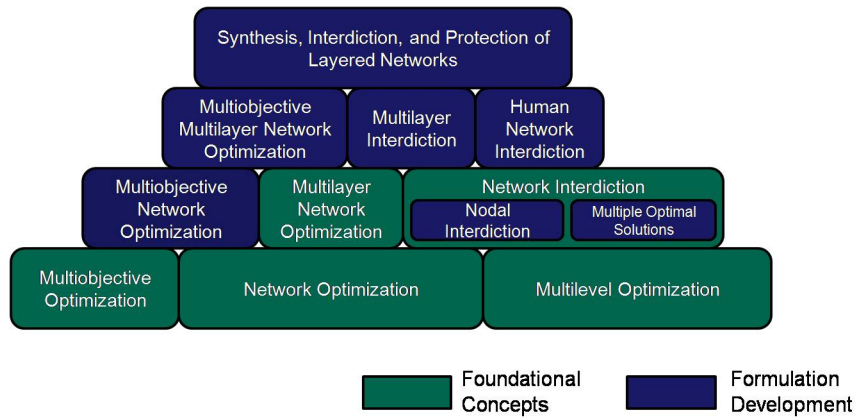 Synthesis, Interdiction, and Protection of
Layered Networks
Multiobjective
Multilayer Network
Optimization
Multilayer
Interdiction
Human
Network
Interdiction
Multiobjective
Network
Optimization
Multilayer
Network
Optimization
Network Interdiction
Nodal
Interdiction
Multiple Optimal
Solutions
Multiobjective
Optimization
Network Optimization
Multilevel Optimization
Foundational
Concepts
Formulation
Development